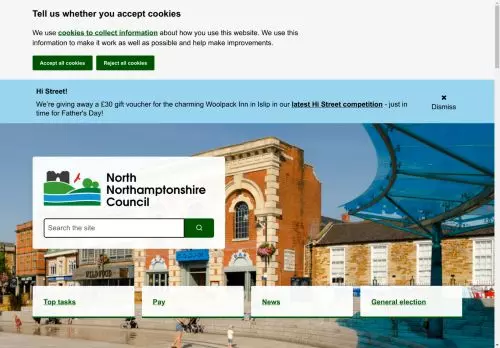 Tell us whether you accept cookies
We use cookies to collect information about how you use this website. We use this
information to make it work as well as possible and help make improvements.
Accept all cookies
Reject all cookies
Hi Street!
We're giving away a £30 gift voucher for the charming Woolpack Inn in Islip in our latest Hi Street competition - just in
time for Father's Day!
Dismiss
North
Northamptonshire
Council
Search the site
Top tasks
Pay
News
General election